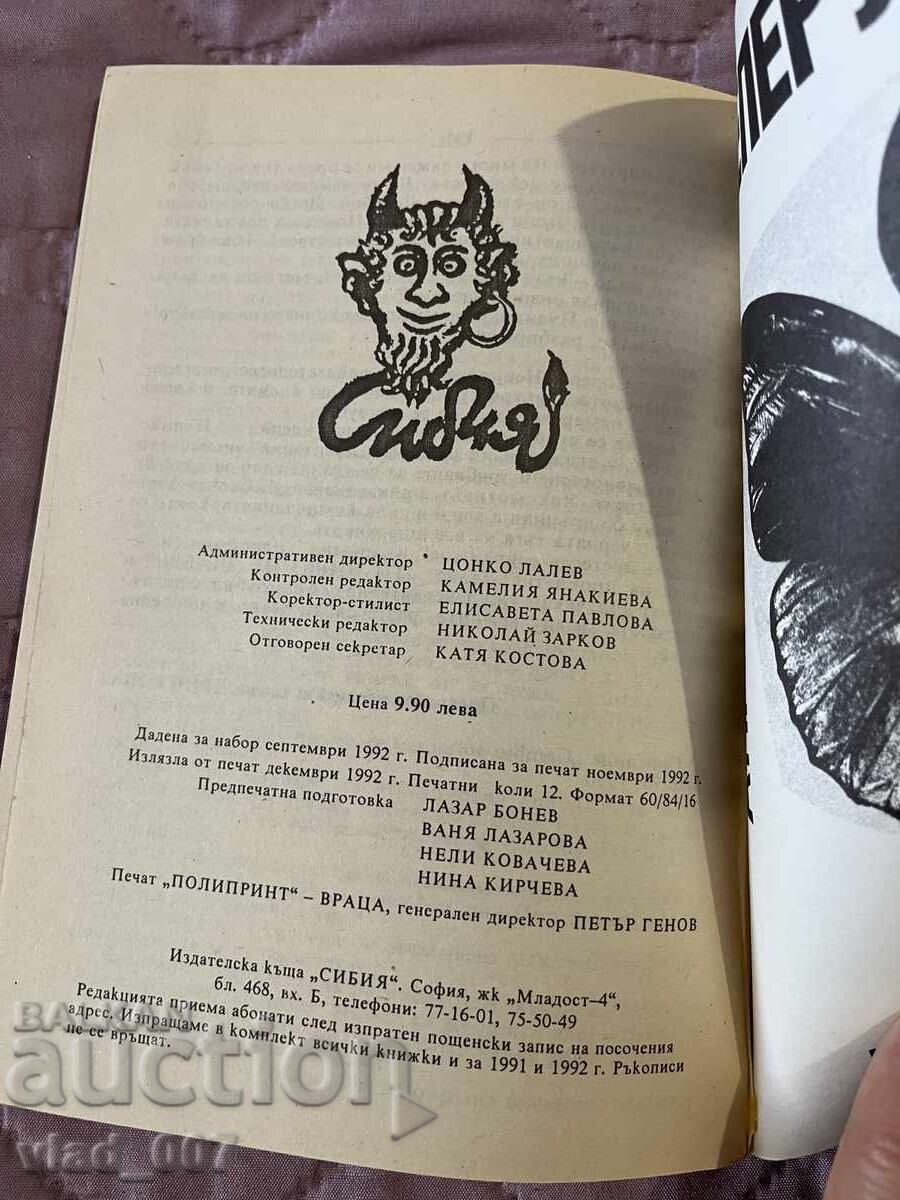 ПЕР
Сибия
Административен директор ЦОНКО ЛАЛЕВ
Контролен редактор КАМЕЛИЯ ЯНАКИЕВА
Коректор-стилист ЕЛИСАВЕТА ПАВЛОВА
Технически редактор НИКОЛАЙ ЗАРКОВ
Отговорен секретар КАТЯ КОСТОВА
Цена 9.90 лева
Дадена за набор септември 1992 г. Подписана за печат ноември 1992 г.
Излязла от печат декември 1992 г. Печатни коли 12. Формат 60/84/16
Предпечатна подготовка ЛАЗАР БОНЕВ
ВАНЯ ЛАЗАРОВА
НЕЛИ КОВАЧЕВА
НИНА КИРЧЕВА
Печат „ПОЛИПРИНТ“ – ВРАЦА, генерален директор ПЕТЪР ГЕНОВ
Издателска къща „СИБИЯ“. София, жк „Младост–4“,
бл. 468, вх. Б, телефони: 77-16-01, 75-50-49
Редакцията приема абонати след изпратен пощенски запис на посочения
адрес. Изпращаме в комплект всички книжки и за 1991 и 1992 г. Ръкописи
не се връщат.
BALKAN
auction
vlad_007